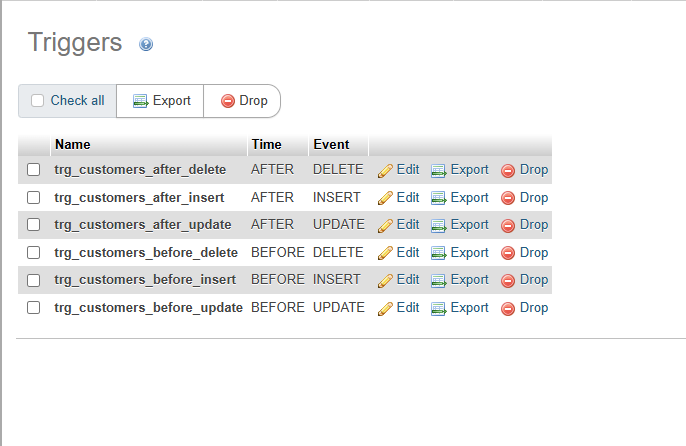 Triggers
Check all Export Drop
Name Time Event
trg_customers_after_delete AFTER DELETE Edit Export Drop
trg_customers_after_insert AFTER INSERT Edit Export Drop
trg_customers_after_update AFTER UPDATE Edit Export Drop
trg_customers_before_delete BEFORE DELETE Edit Export Drop
trg_customers_before_insert BEFORE INSERT Edit Export Drop
trg_customers_before_update BEFORE UPDATE Edit Export Drop